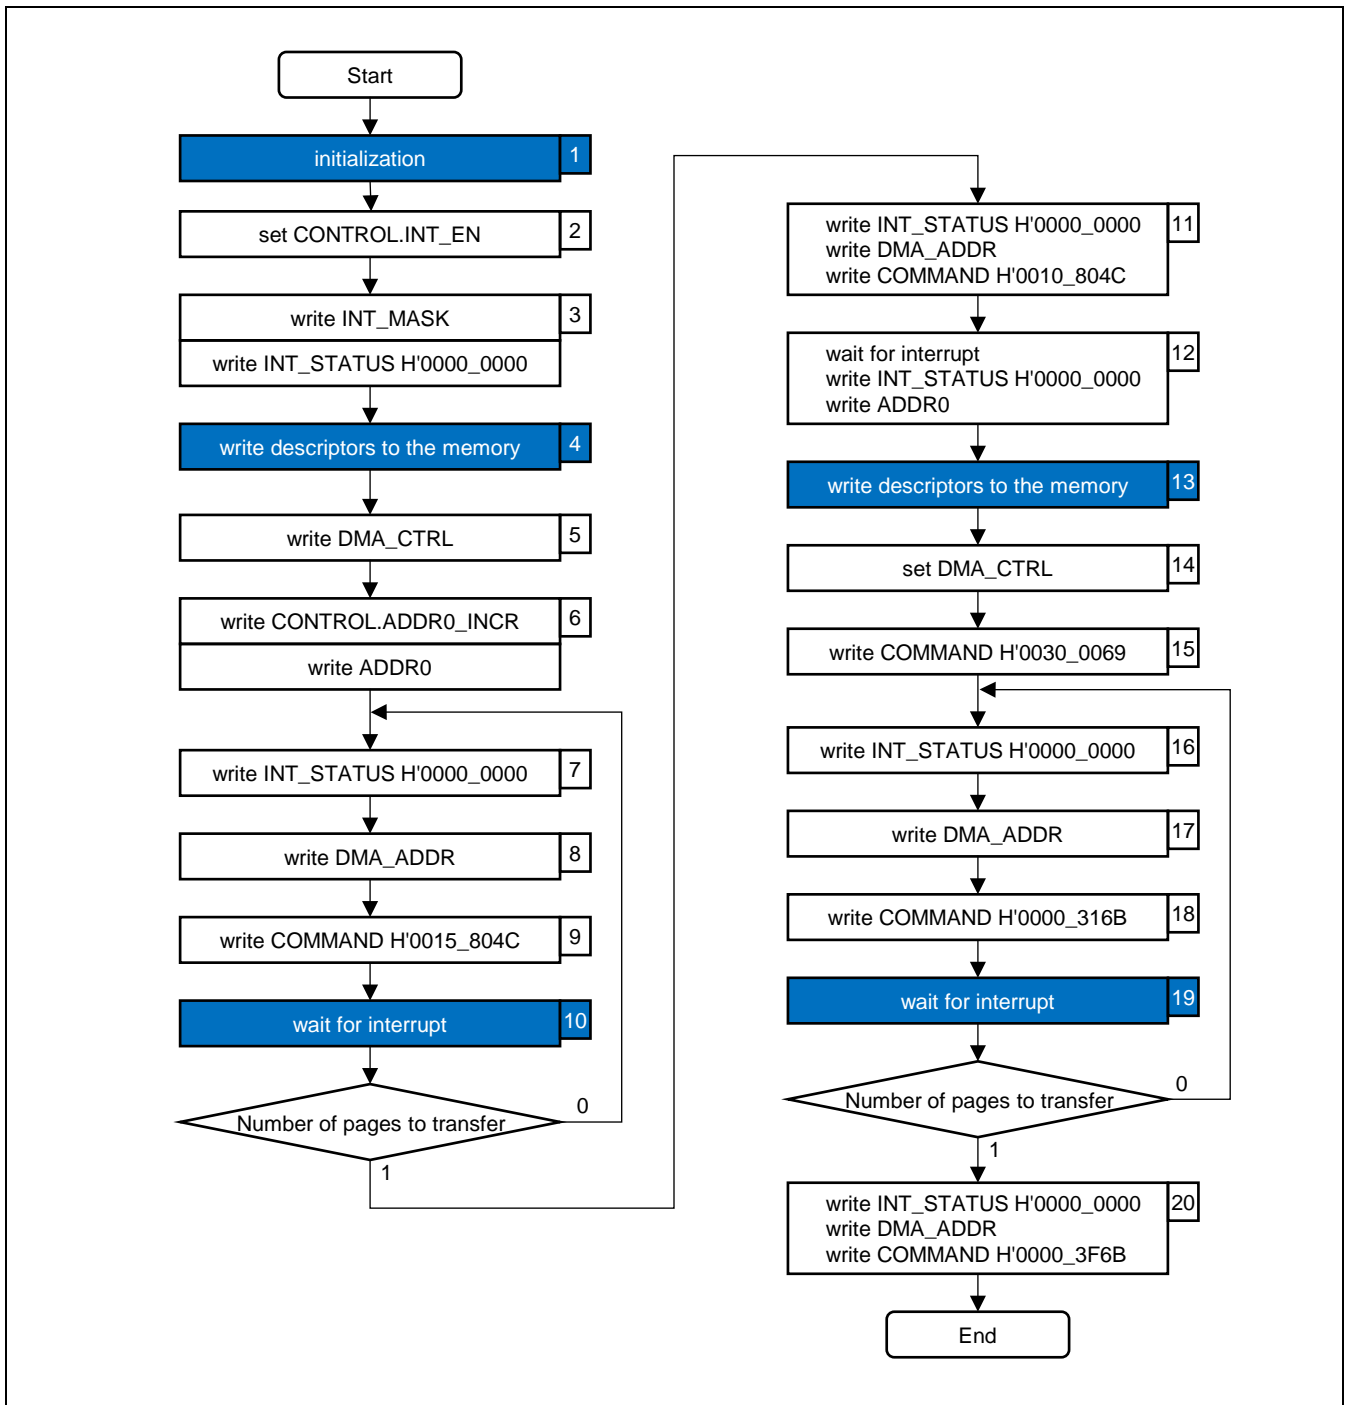 Start
initialization 1
set CONTROL.INT_EN 2
write INT_MASK 3
write INT_STATUS H'0000_0000
write descriptors to the memory 4
write DMA_CTRL 5
write CONTROL.ADDR0_INCR 6
write ADDR0
write INT_STATUS H'0000_0000 7
write DMA_ADDR 8
write COMMAND H'0015_804C 9
wait for interrupt 10
Number of pages to transfer 0
1
write INT_STATUS H'0000_0000 11
write DMA_ADDR
write COMMAND H'0010_804C
wait for interrupt 12
write INT_STATUS H'0000_0000
write ADDR0
write descriptors to the memory 13
set DMA_CTRL 14
write COMMAND H'0030_0069 15
write INT_STATUS H'0000_0000 16
write DMA_ADDR 17
write COMMAND H'0000_316B 18
wait for interrupt 19
Number of pages to transfer 0
1
write INT_STATUS H'0000_0000 20
write DMA_ADDR
write COMMAND H'0000_3F6B
End